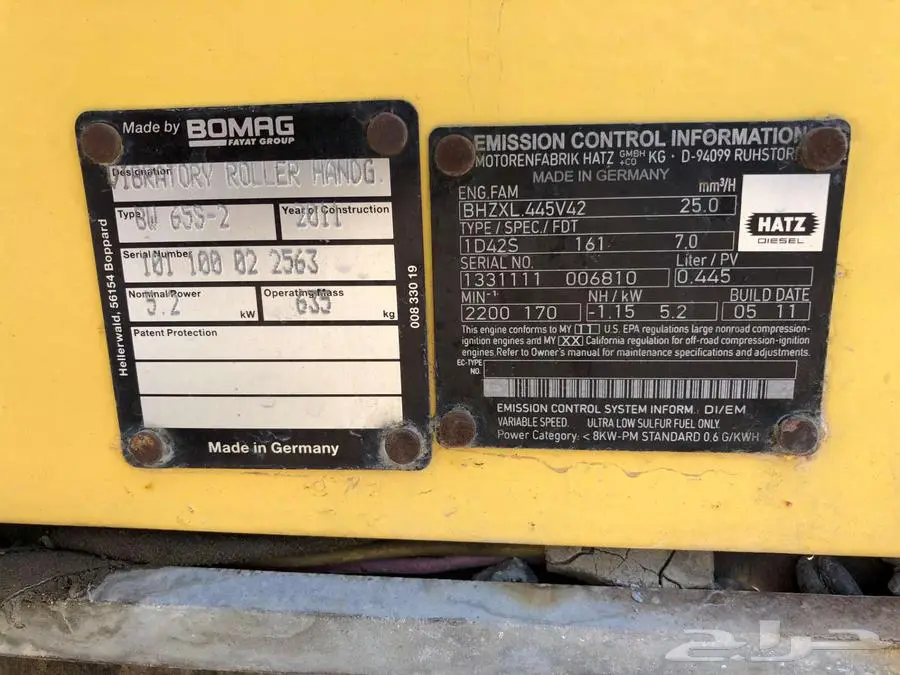 Made by BOMAG
FAYAT GROUP
Designation
VIBRATORY ROLLER HANDG.
Type
BW 65S-2
Year of Construction
2011
Serial Number
101 100 02 2563
Nominal Power
5.2 kW
Operating Mass
635 kg
Patent Protection
Made in Germany
Hellerwald, 56154 Boppard
008 330 19
EMISSION CONTROL INFORMATION
MOTORENFABRIK HATZ GMBH +CO KG · D-94099 RUHSTORF
MADE IN GERMANY
ENG.FAM
mm³/H
BHZXL.445V42
25.0
TYPE / SPEC./ FDT
1D42S 161 7.0
SERIAL NO.
Liter / PV
1331111 006810
0.445
MIN-¹
NH / kW
BUILD DATE
2200 170
-1.15 5.2
05 11
HATZ
DIESEL
This engine conforms to MY 11 U.S. EPA regulations large nonroad compression-
ignition engines and MY XX California regulation for off-road compression-ignition
engines. Refer to Owner's manual for maintenance specifications and adjustments.
EC-TYPE
NO.
EMISSION CONTROL SYSTEM INFORM.: DI/EM
VARIABLE SPEED. ULTRA LOW SULFUR FUEL ONLY.
Power Category: < 8KW-PM STANDARD 0.6 G/KWH
حراج